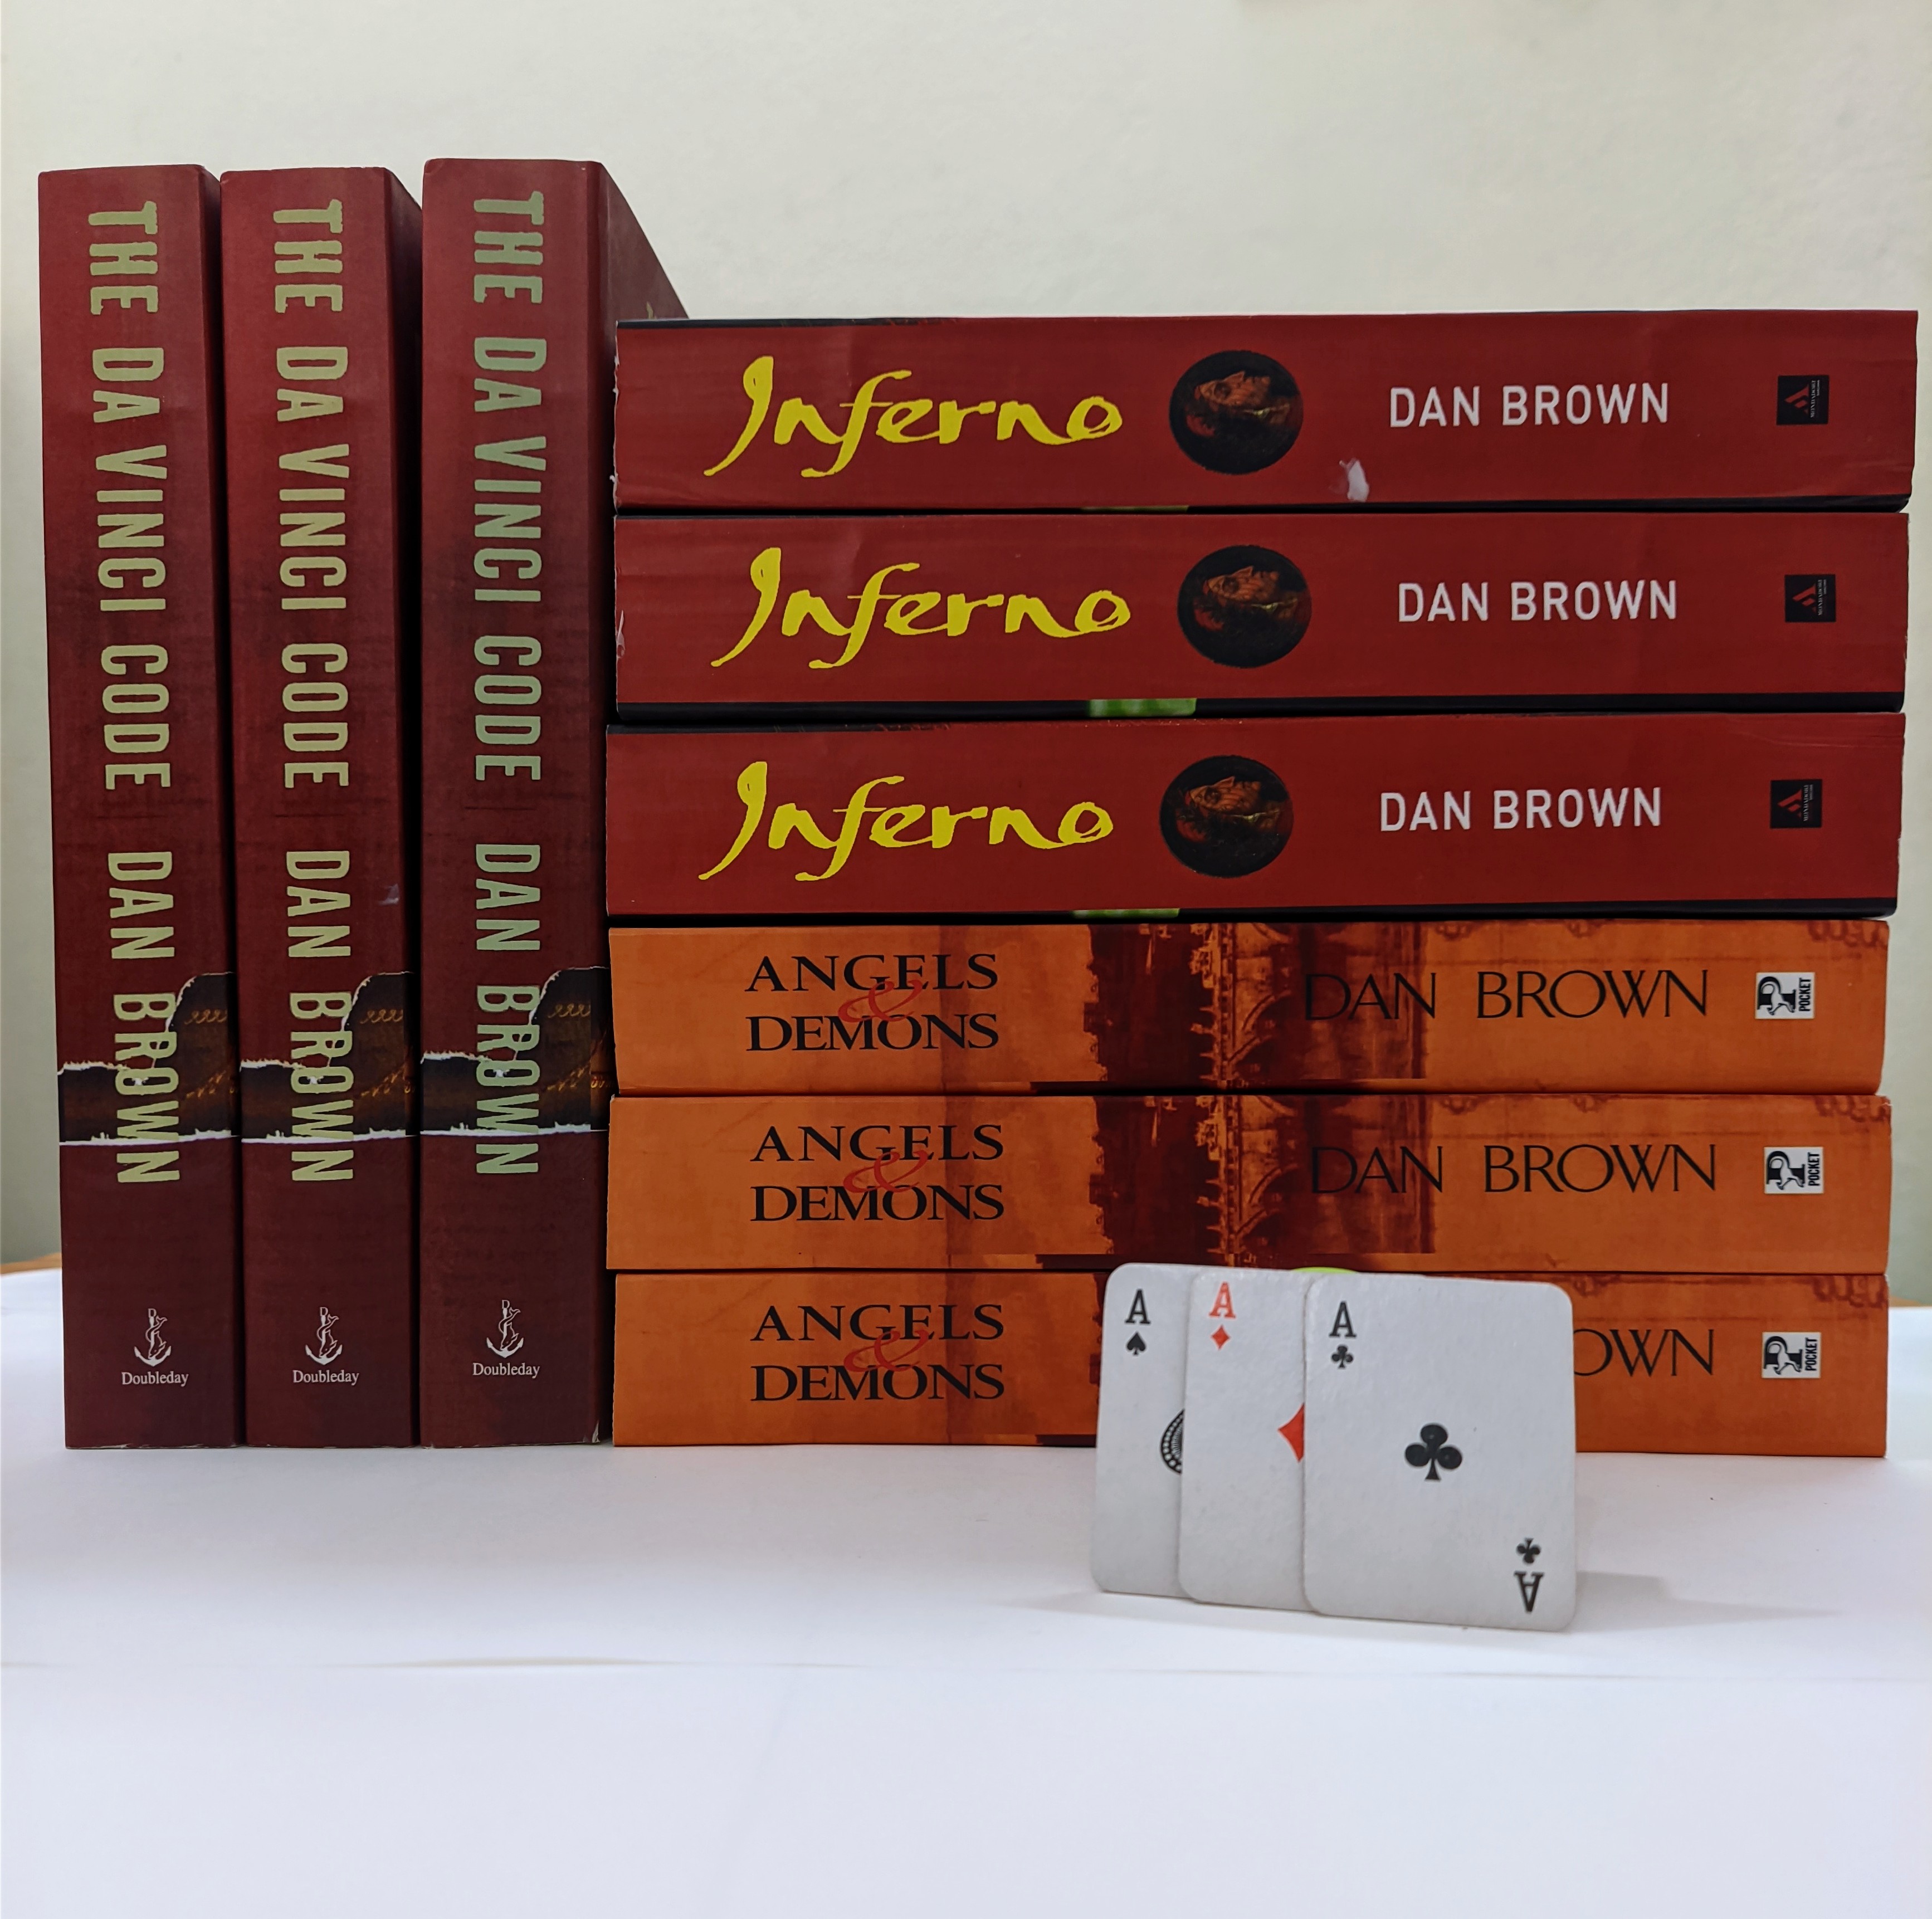 THE DA VINCI CODE DAN BROWN
Doubleday
THE DA VINCI CODE DAN BROWN
Doubleday
THE DA VINCI CODE DAN BROWN
Doubleday
Inferno DAN BROWN
Inferno DAN BROWN
Inferno DAN BROWN
ANGELS
&
DEMONS
DAN BROWN
POCKET
ANGELS
&
DEMONS
DAN BROWN
POCKET
ANGELS
&
DEMONS
OWN
POCKET
A
A
A
A